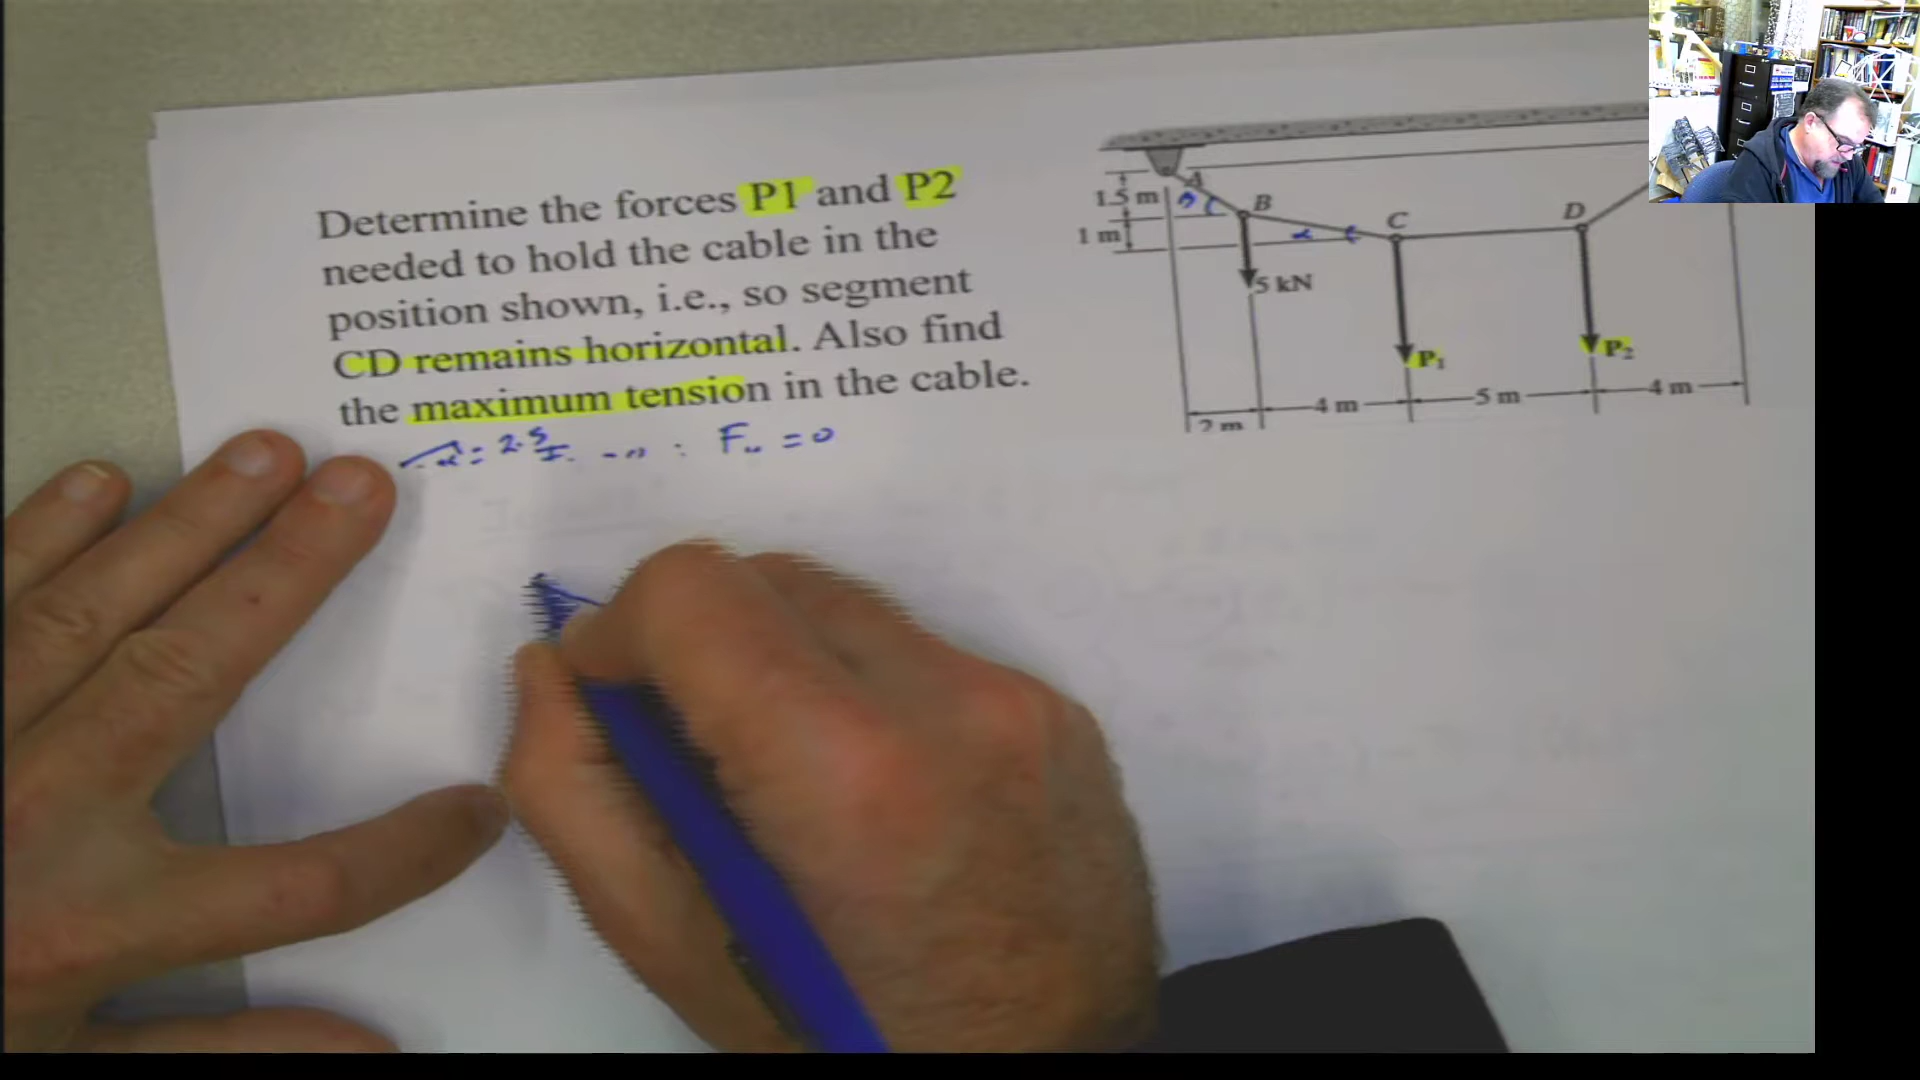 Determine the forces P1 and P2
needed to hold the cable in the
position shown, i.e., so segment
CD remains horizontal. Also find
the maximum tension in the cable.
= 0
A
1.5 m
B
1 m
α
C
D
5 kN
P₁
P₂
2 m
4 m
5 m
4 m